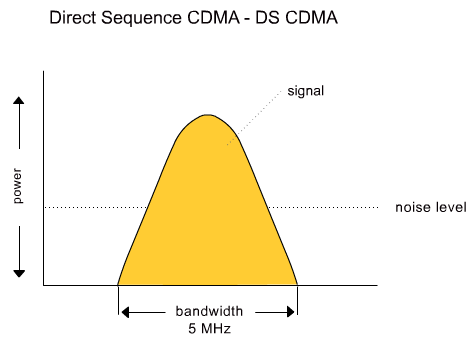 Direct Sequence CDMA - DS CDMA
signal
power
noise level
bandwidth
5 MHz